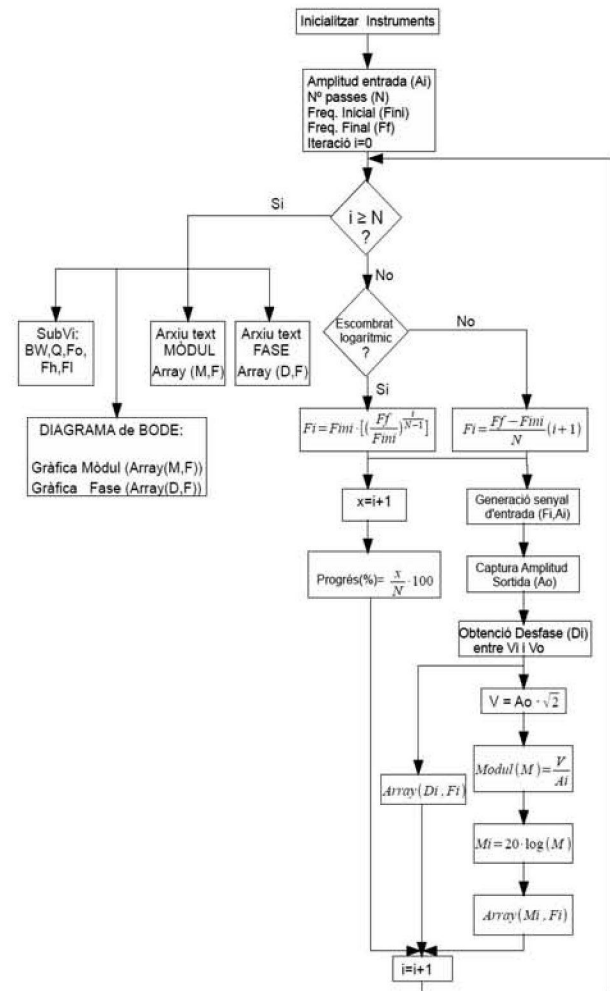 Inicialitzar Instruments
Amplitud entrada (Ai)
Nº passes (N)
Freq. Inicial (Fini)
Freq. Final (Ff)
Iteració i=0
Si
i ≥ N
?
No
SubVi:
BW,Q,Fo,
Fh,Fl
Arxiu text
MÒDUL
Array (M,F)
Arxiu text
FASE
Array (D,F)
Escombrat
logarítmic
?
No
Si
DIAGRAMA de BODE:
Gràfica Mòdul (Array(M,F))
Gràfica Fase (Array(D,F))
Fi=Fini·[(Ff/Fini)^(i/(N-1))]
Fi=(Ff-Fini)/N (i+1)
x=i+1
Generació senyal
d'entrada (Fi,Ai)
Progrés(%)= x/N ·100
Captura Amplitud
Sortida (Ao)
Obtenció Desfase (Di)
entre Vi i Vo
V = Ao · √2
Array(Di,Fi)
Modul(M)=V/Ai
Mi=20·log(M)
Array(Mi,Fi)
i=i+1